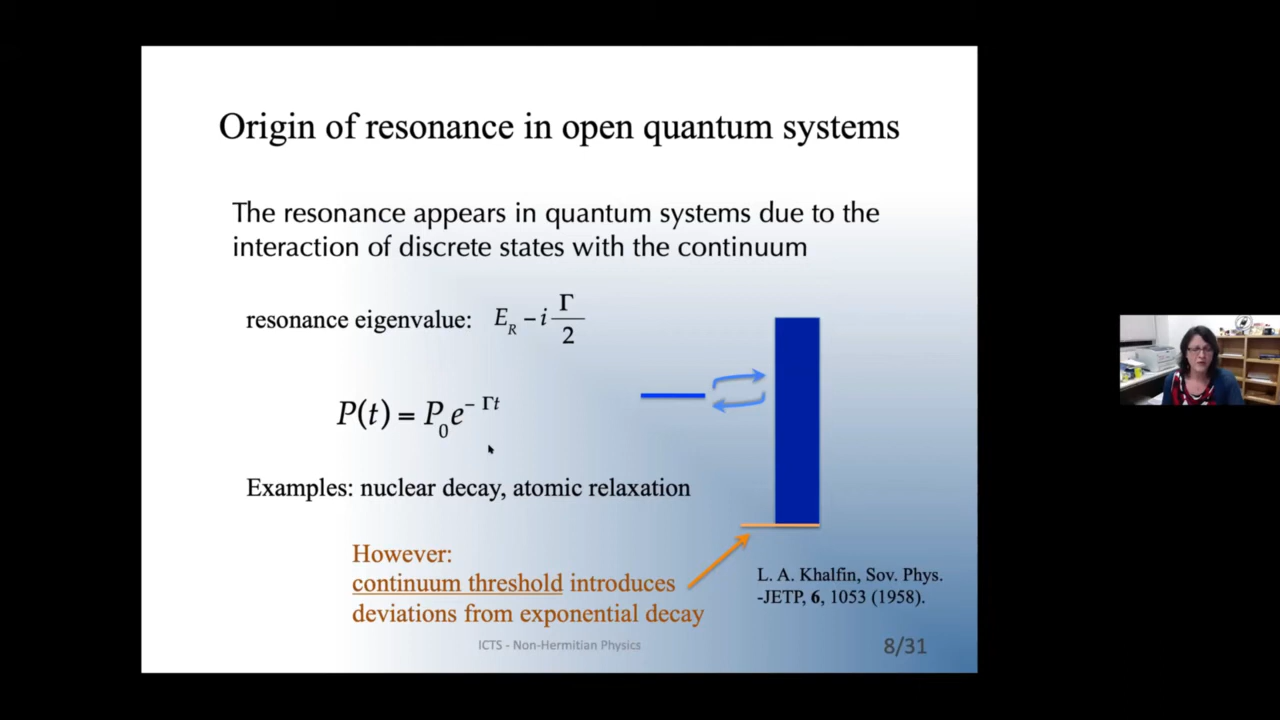 Origin of resonance in open quantum systems
The resonance appears in quantum systems due to the
interaction of discrete states with the continuum
resonance eigenvalue: E_R − i Γ/2
P(t) = P_0 e^{− Γt}
Examples: nuclear decay, atomic relaxation
However:
continuum threshold introduces
deviations from exponential decay
L. A. Khalfin, Sov. Phys.
-JETP, 6, 1053 (1958).
ICTS - Non-Hermitian Physics
8/31